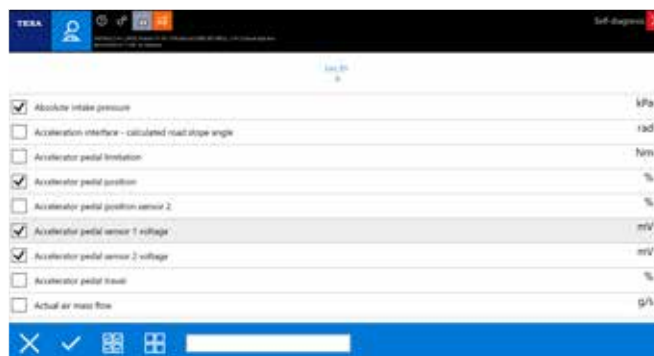 TEXA
Self-diagnosis
Absolute intake pressure kPa
Acceleration interface - calculated road slope angle rad
Accelerator pedal limitation Nm
Accelerator pedal position %
Accelerator pedal position sensor 2 %
Accelerator pedal sensor 1 voltage mV
Accelerator pedal sensor 2 voltage mV
Accelerator pedal travel %
Actual air mass flow g/s